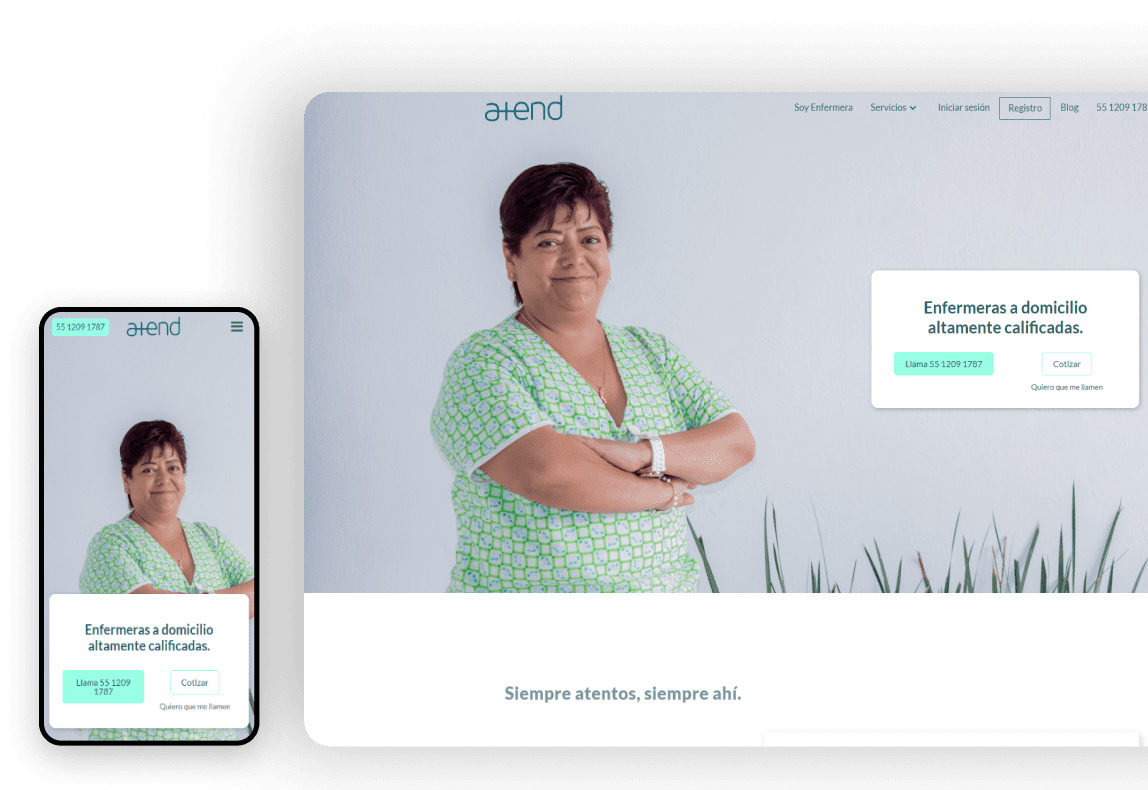 atend
Soy Enfermera Servicios Iniciar sesión Registro Blog 55 1209 178
Enfermeras a domicilio
altamente calificadas.
Llama 55 1209 1787 Cotizar
Quiero que me llamen
Siempre atentos, siempre ahí.
55 1209 1787 atend
Enfermeras a domicilio
altamente calificadas.
Llama 55 1209
1787
Cotizar
Quiero que me llamen